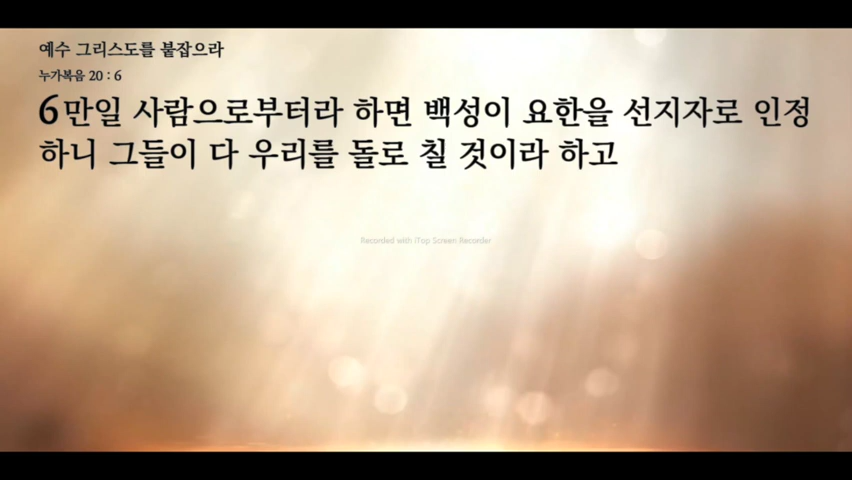 예수 그리스도를 붙잡으라
누가복음 20 : 6
6만일 사람으로부터라 하면 백성이 요한을 선지자로 인정
하니 그들이 다 우리를 돌로 칠 것이라 하고
Recorded with iTop Screen Recorder